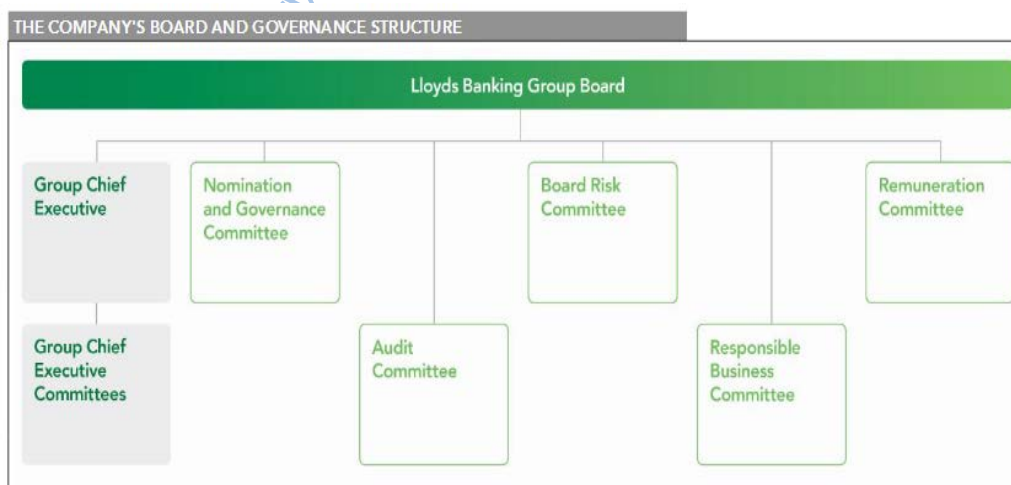 THE COMPANY'S BOARD AND GOVERNANCE STRUCTURE
Lloyds Banking Group Board
Group Chief
Executive
Nomination
and Governance
Committee
Board Risk
Committee
Remuneration
Committee
Group Chief
Executive
Committees
Audit
Committee
Responsible
Business
Committee